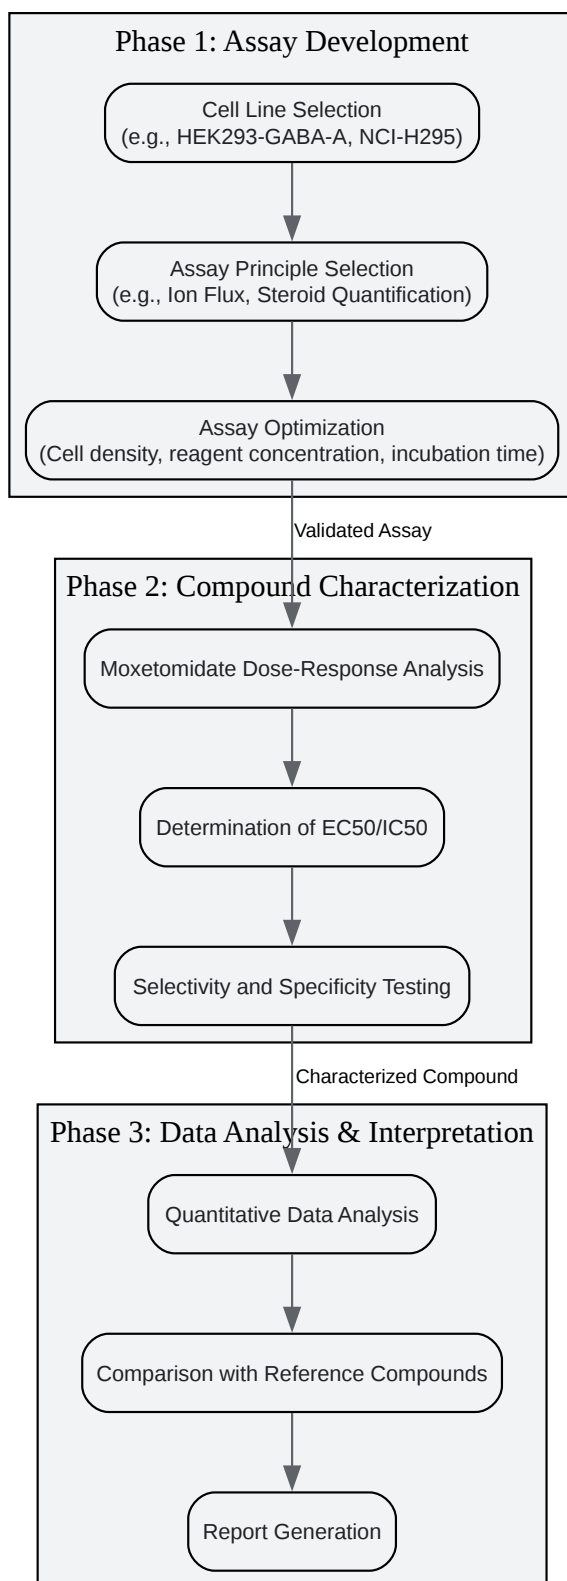 Phase 1: Assay Development
Cell Line Selection
(e.g., HEK293-GABA-A, NCI-H295)
Assay Principle Selection
(e.g., Ion Flux, Steroid Quantification)
Assay Optimization
(Cell density, reagent concentration, incubation time)
Validated Assay
Phase 2: Compound Characterization
Moxetomidate Dose-Response Analysis
Determination of EC50/IC50
Selectivity and Specificity Testing
Characterized Compound
Phase 3: Data Analysis & Interpretation
Quantitative Data Analysis
Comparison with Reference Compounds
Report Generation